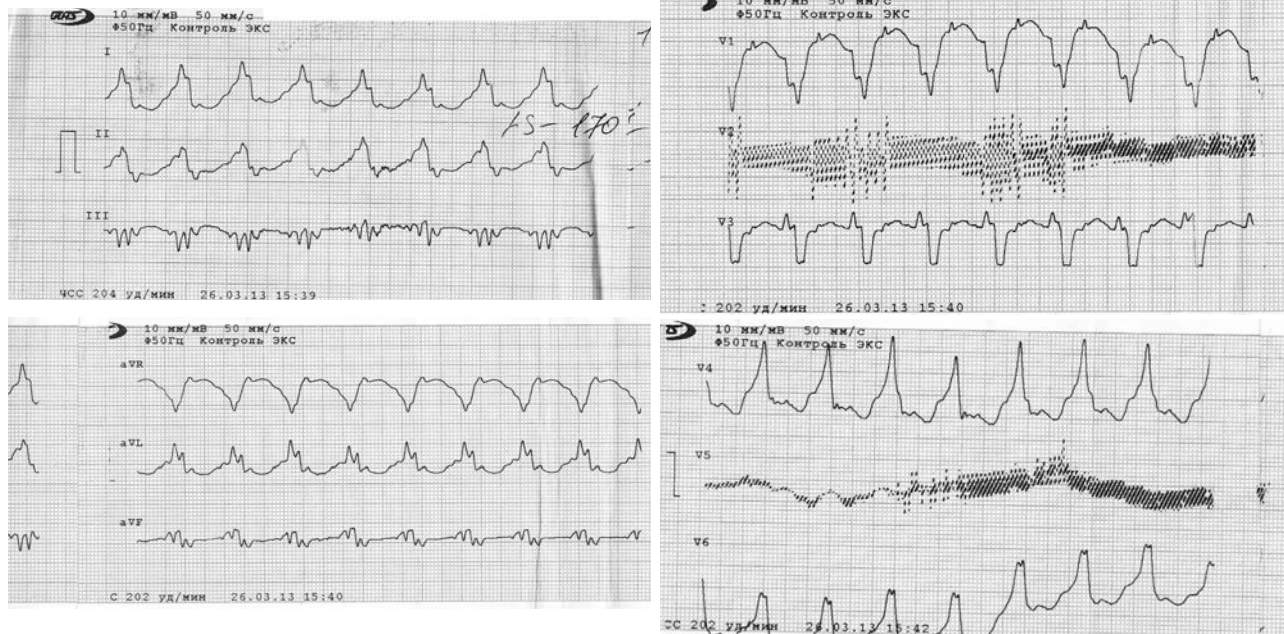 10 мм/мВ 50 мм/с
Ф50Гц Контроль ЭКС
I
II
III
ЧСС 204 уд/мин 26.03.13 15:39
10 мм/мВ 50 мм/с
Ф50Гц Контроль ЭКС
V1
V2
V3
202 уд/мин 26.03.13 15:40
10 мм/мВ 50 мм/с
Ф50Гц Контроль ЭКС
aVR
aVL
aVF
С 202 уд/мин 26.03.13 15:40
10 мм/мВ 50 мм/с
Ф50Гц Контроль ЭКС
V4
V5
V6
СС 202 уд/мин 26.03.13 15:42